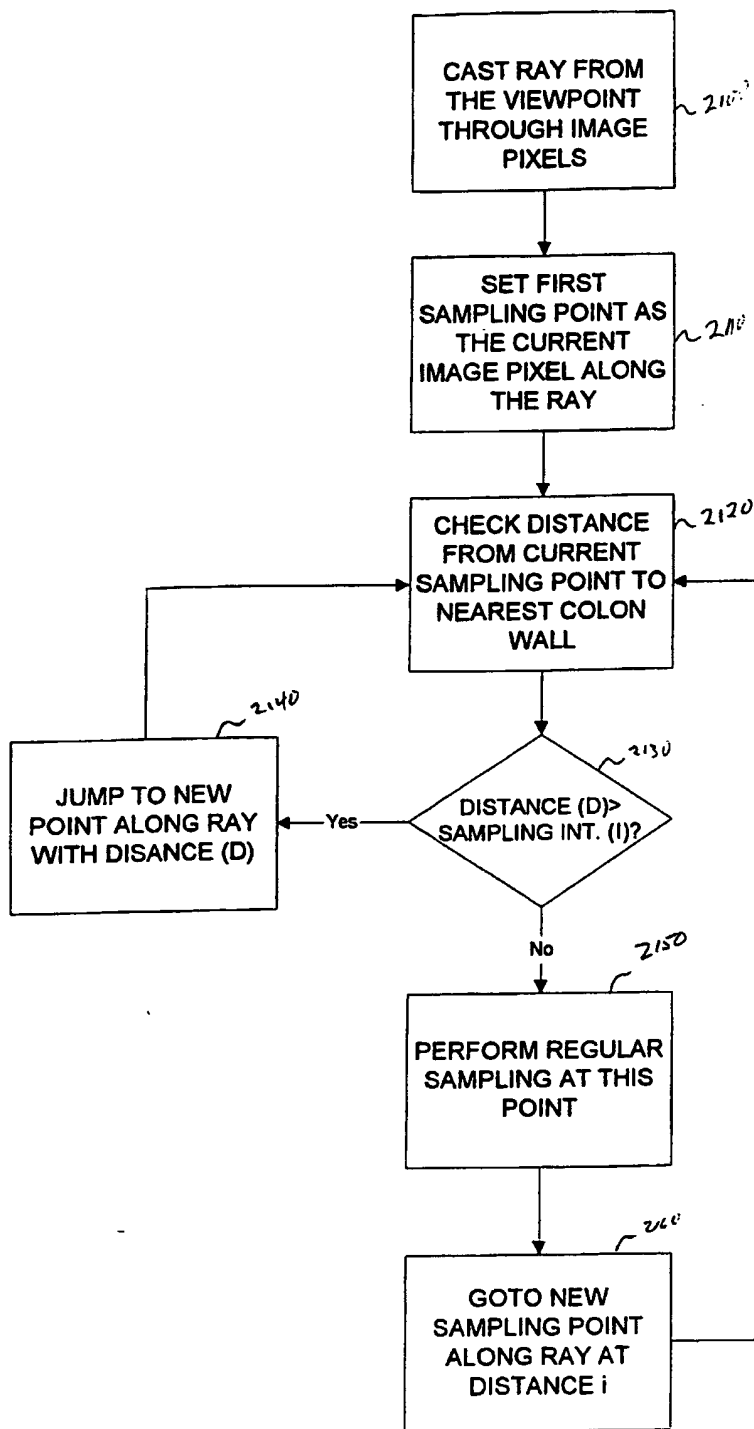 CAST RAY FROM
THE VIEWPOINT
THROUGH IMAGE
PIXELS
2100
SET FIRST
SAMPLING POINT AS
THE CURRENT
IMAGE PIXEL ALONG
THE RAY
2110
CHECK DISTANCE
FROM CURRENT
SAMPLING POINT TO
NEAREST COLON
WALL
2120
2140
JUMP TO NEW
POINT ALONG RAY
WITH DISANCE (D)
Yes
2130
DISTANCE (D)>
SAMPLING INT. (I)?
No
2150
PERFORM REGULAR
SAMPLING AT THIS
POINT
GOTO NEW
SAMPLING POINT
ALONG RAY AT
DISTANCE i